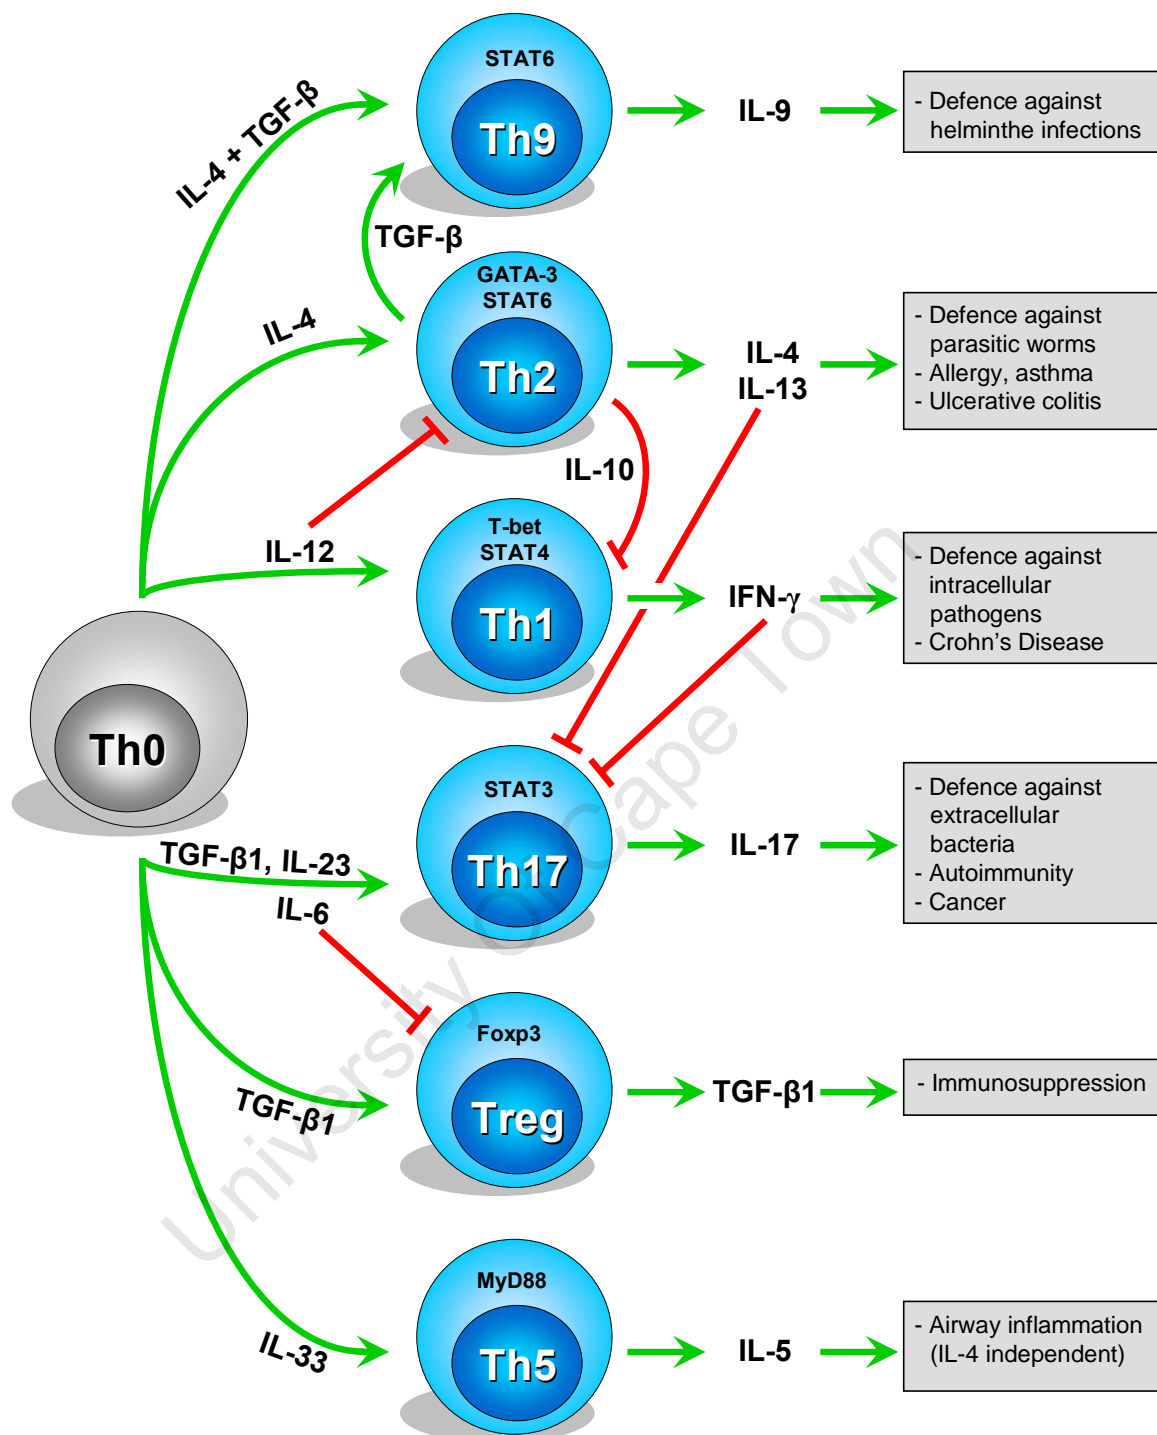 STAT6
Th9
IL-4 + TGF-β
IL-9
- Defence against
helminthe infections
TGF-β
GATA-3
STAT6
Th2
IL-4
IL-4
IL-13
- Defence against
parasitic worms
- Allergy, asthma
- Ulcerative colitis
IL-10
IL-12
T-bet
STAT4
Th1
IFN-γ
- Defence against
intracellular
pathogens
- Crohn's Disease
Th0
STAT3
Th17
TGF-β1, IL-23
IL-6
IL-17
- Defence against
extracellular
bacteria
- Autoimmunity
- Cancer
Foxp3
Treg
TGF-β1
TGF-β1
- Immunosuppression
MyD88
Th5
IL-33
IL-5
- Airway inflammation
(IL-4 independent)
University Of Cape Town